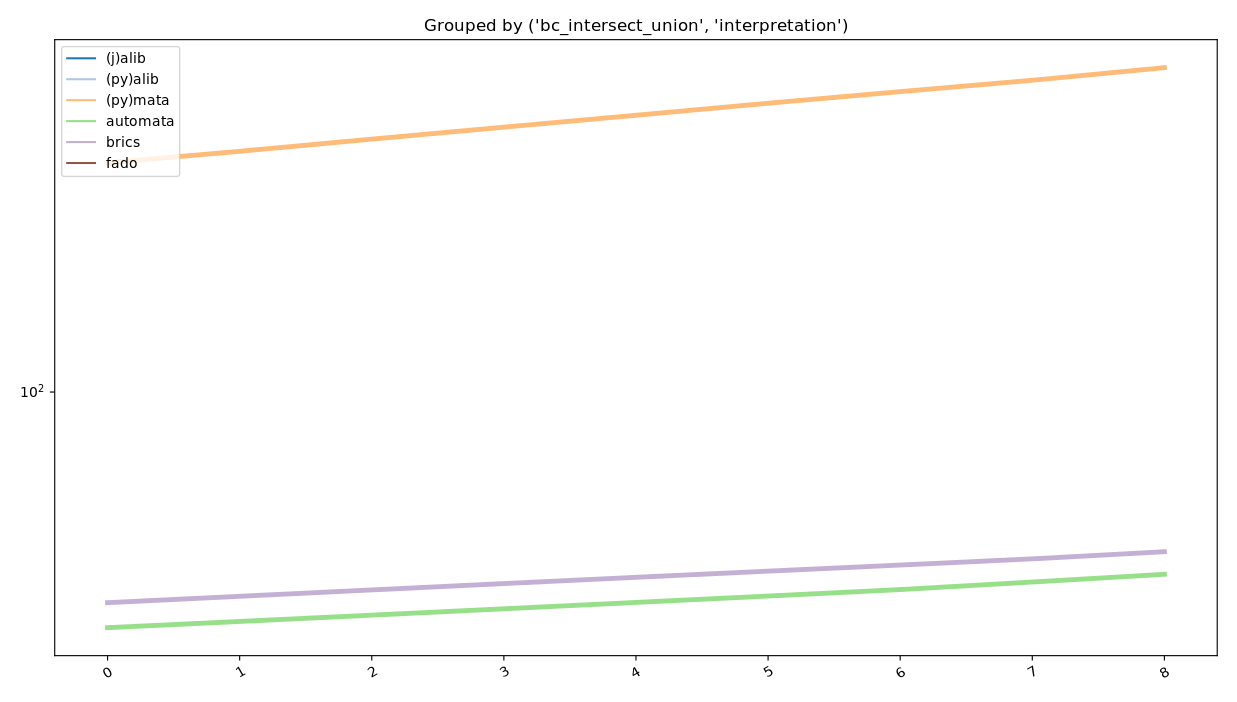 Grouped by ('bc_intersect_union', 'interpretation')
(j)alib
(py)alib
(py)mata
automata
brics
fado
10²
0 1 2 3 4 5 6 7 8